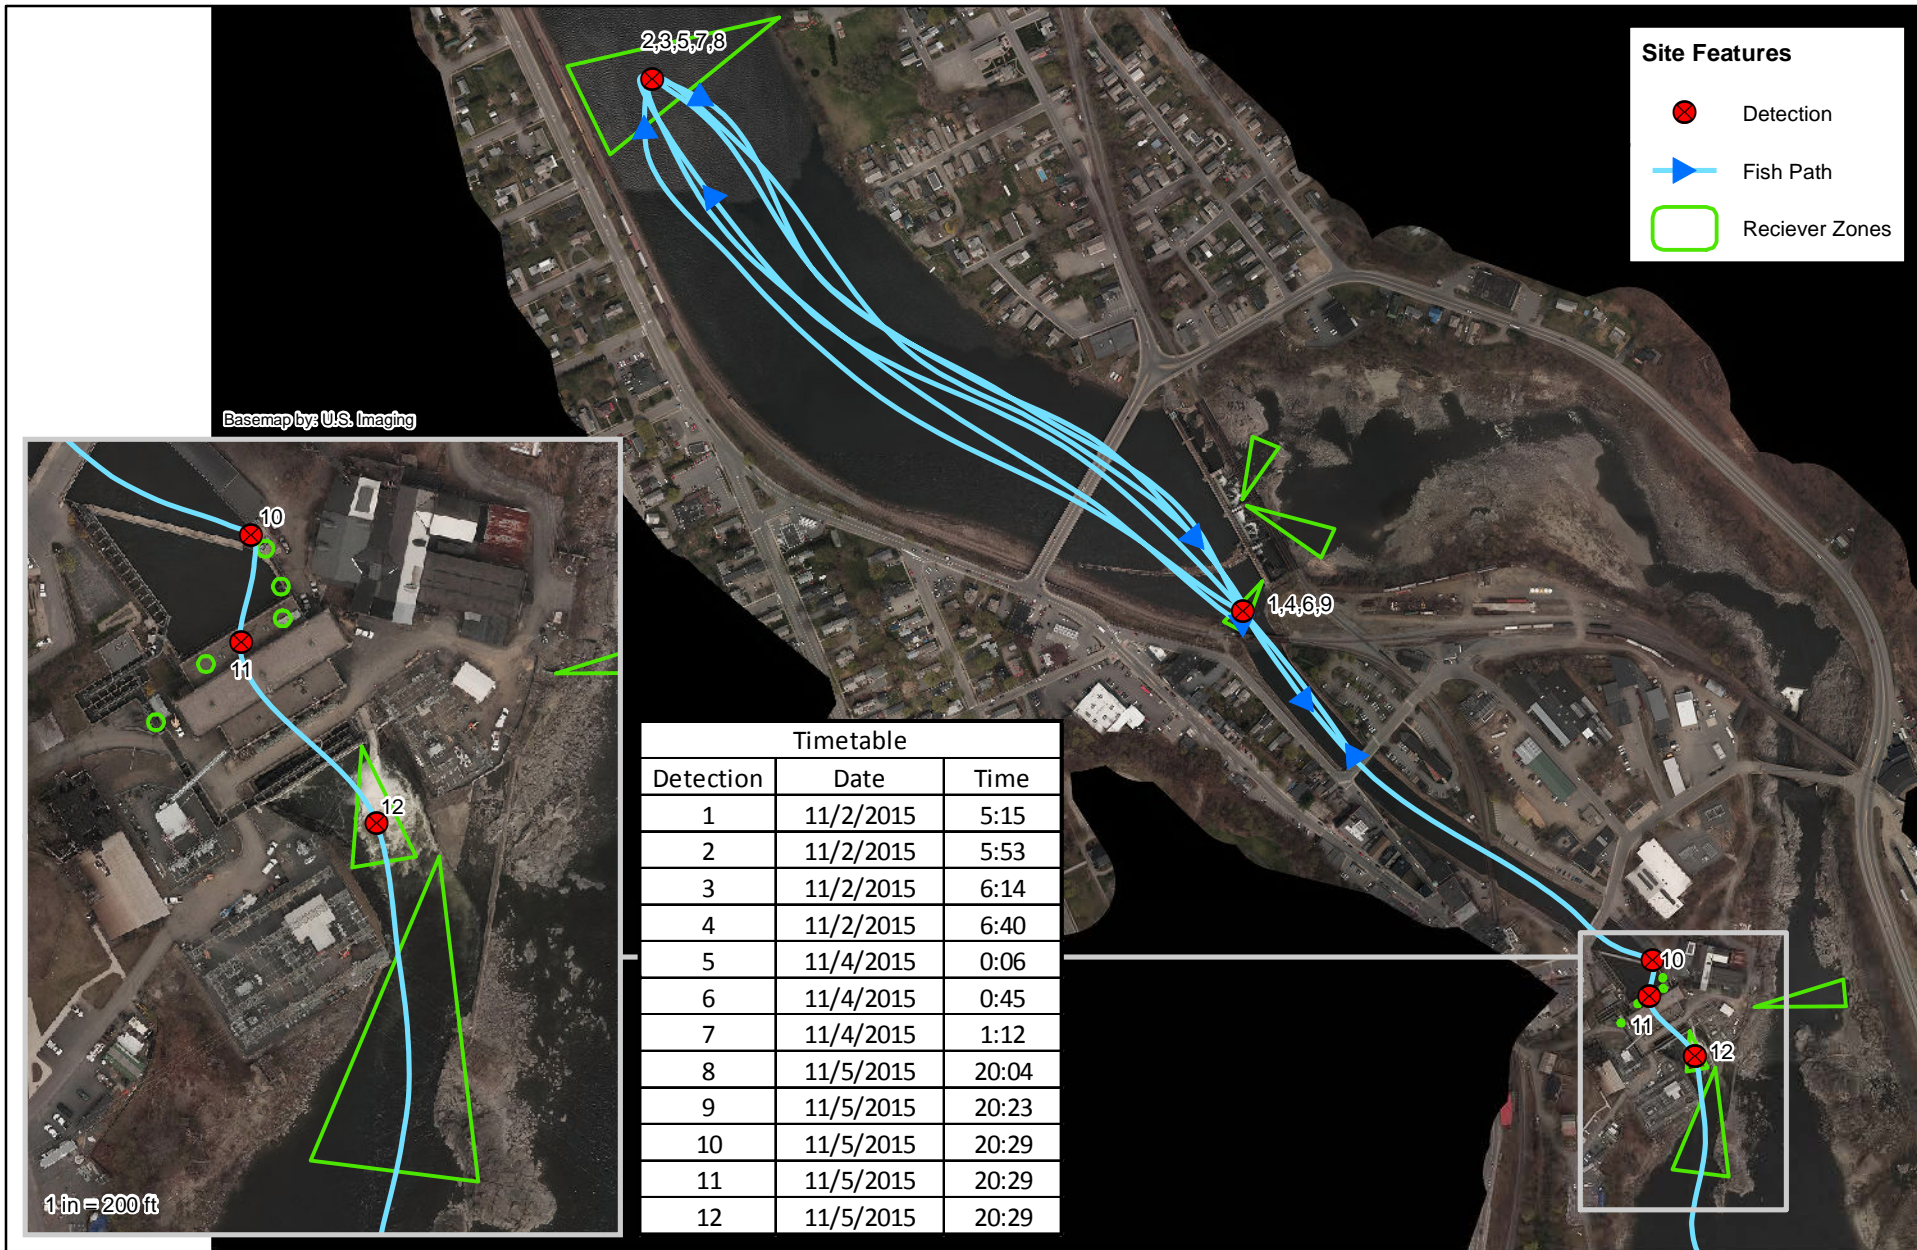 2,3,5,7,8
Site Features
Detection
Fish Path
Reciever Zones
Basemap by: U.S. Imaging
1,4,6,9
10
11
12
1 in = 200 ft
Timetable
Detection Date Time
1 11/2/2015 5:15
2 11/2/2015 5:53
3 11/2/2015 6:14
4 11/2/2015 6:40
5 11/4/2015 0:06
6 11/4/2015 0:45
7 11/4/2015 1:12
8 11/5/2015 20:04
9 11/5/2015 20:23
10 11/5/2015 20:29
11 11/5/2015 20:29
12 11/5/2015 20:29
10
11
12